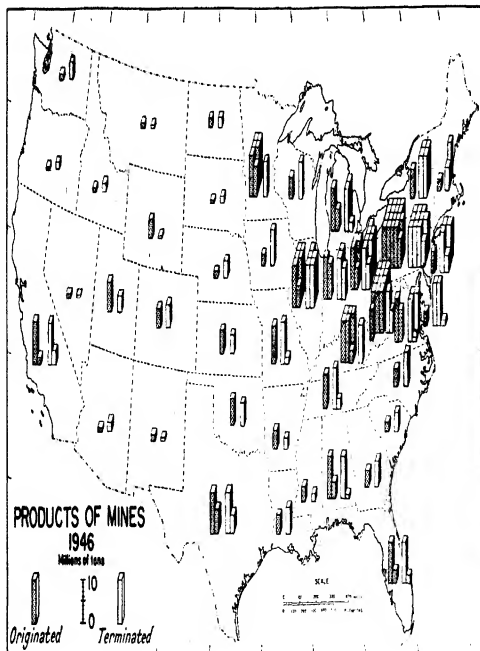 PRODUCTS OF MINES
1946
Millions of tons
10
0
Originated
Terminated
SCALE